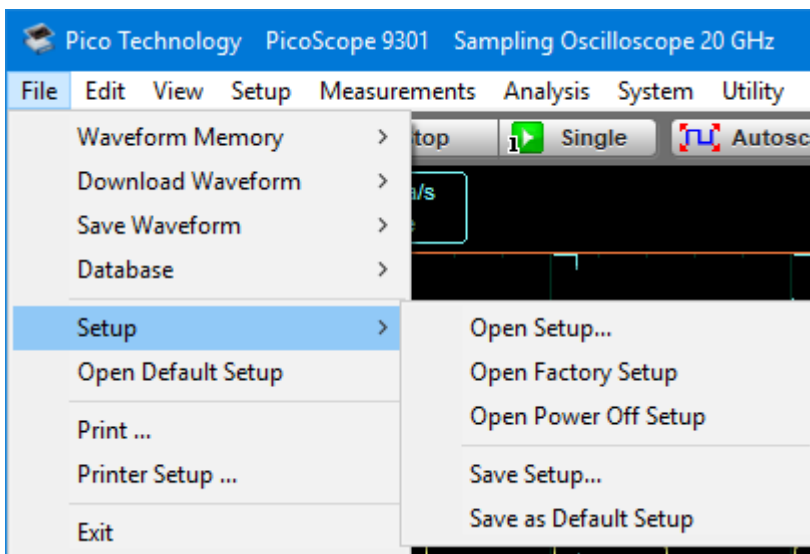 Pico Technology PicoScope 9301 Sampling Oscilloscope 20 GHz
File Edit View Setup Measurements Analysis System Utility
Waveform Memory >
top Single Autosc
Download Waveform >
a/s
Save Waveform >
Database >
Setup >
Open Setup...
Open Default Setup
Open Factory Setup
Open Power Off Setup
Print ...
Printer Setup ...
Save Setup...
Exit
Save as Default Setup